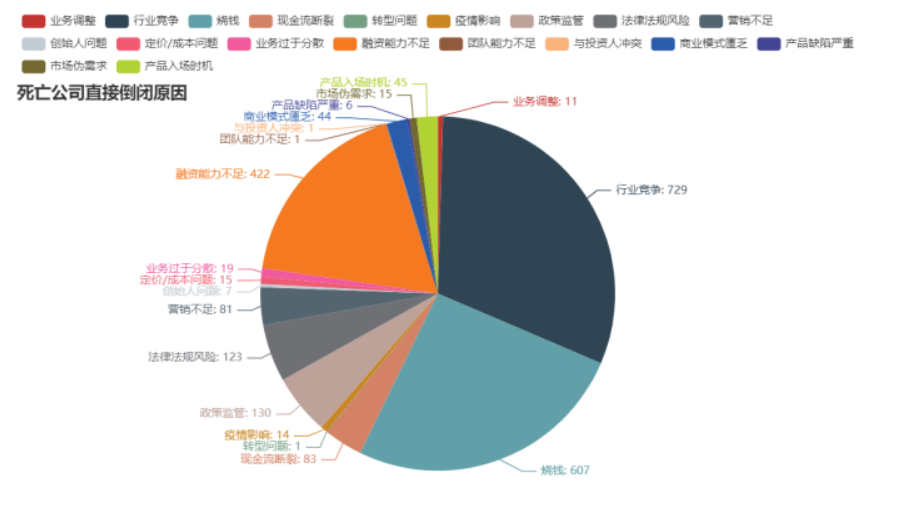 业务调整 行业竞争 烧钱 现金流断裂 转型问题 疫情影响 政策监管 法律法规风险 营销不足
创始人问题 定价/成本问题 业务过于分散 融资能力不足 团队能力不足 与投资人冲突 商业模式匮乏 产品缺陷严重
市场伪需求 产品入场时机
死亡公司直接倒闭原因
产品入场时机: 45
市场伪需求: 15
产品缺陷严重: 6
商业模式匮乏: 44
与投资人冲突: 1
团队能力不足: 1
融资能力不足: 422
业务过于分散: 19
定价/成本问题: 15
创始人问题: 7
营销不足: 81
法律法规风险: 123
政策监管: 130
疫情影响: 14
转型问题: 1
现金流断裂: 83
烧钱: 607
行业竞争: 729
业务调整: 11